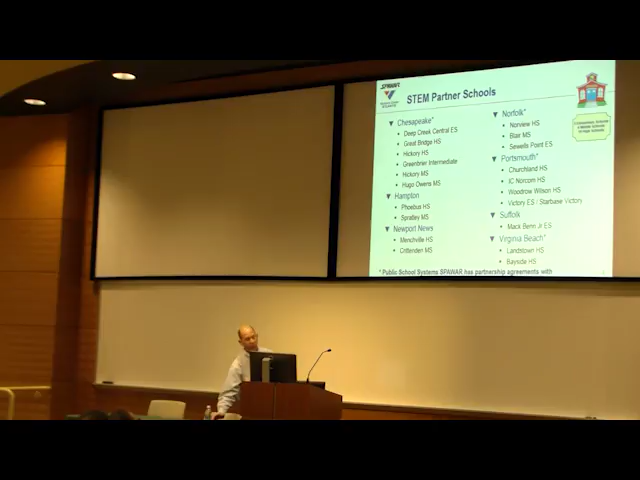 SPAWAR
STEM Partner Schools
▼ Chesapeake*
• Deep Creek Central ES
• Great Bridge HS
• Hickory HS
• Greenbrier Intermediate
• Hickory MS
• Hugo Owens MS
▼ Hampton
• Phoebus HS
• Spratley MS
▼ Newport News
• Menchville HS
• Crittenden MS
▼ Norfolk*
• Norview HS
• Blair MS
• Sewells Point ES
▼ Portsmouth*
• Churchland HS
• IC Norcom HS
• Woodrow Wilson HS
• Victory ES / Starbase Victory
▼ Suffolk
• Mack Benn Jr ES
▼ Virginia Beach*
• Landstown HS
• Bayside HS
* Public School Systems SPAWAR has partnership agreements with